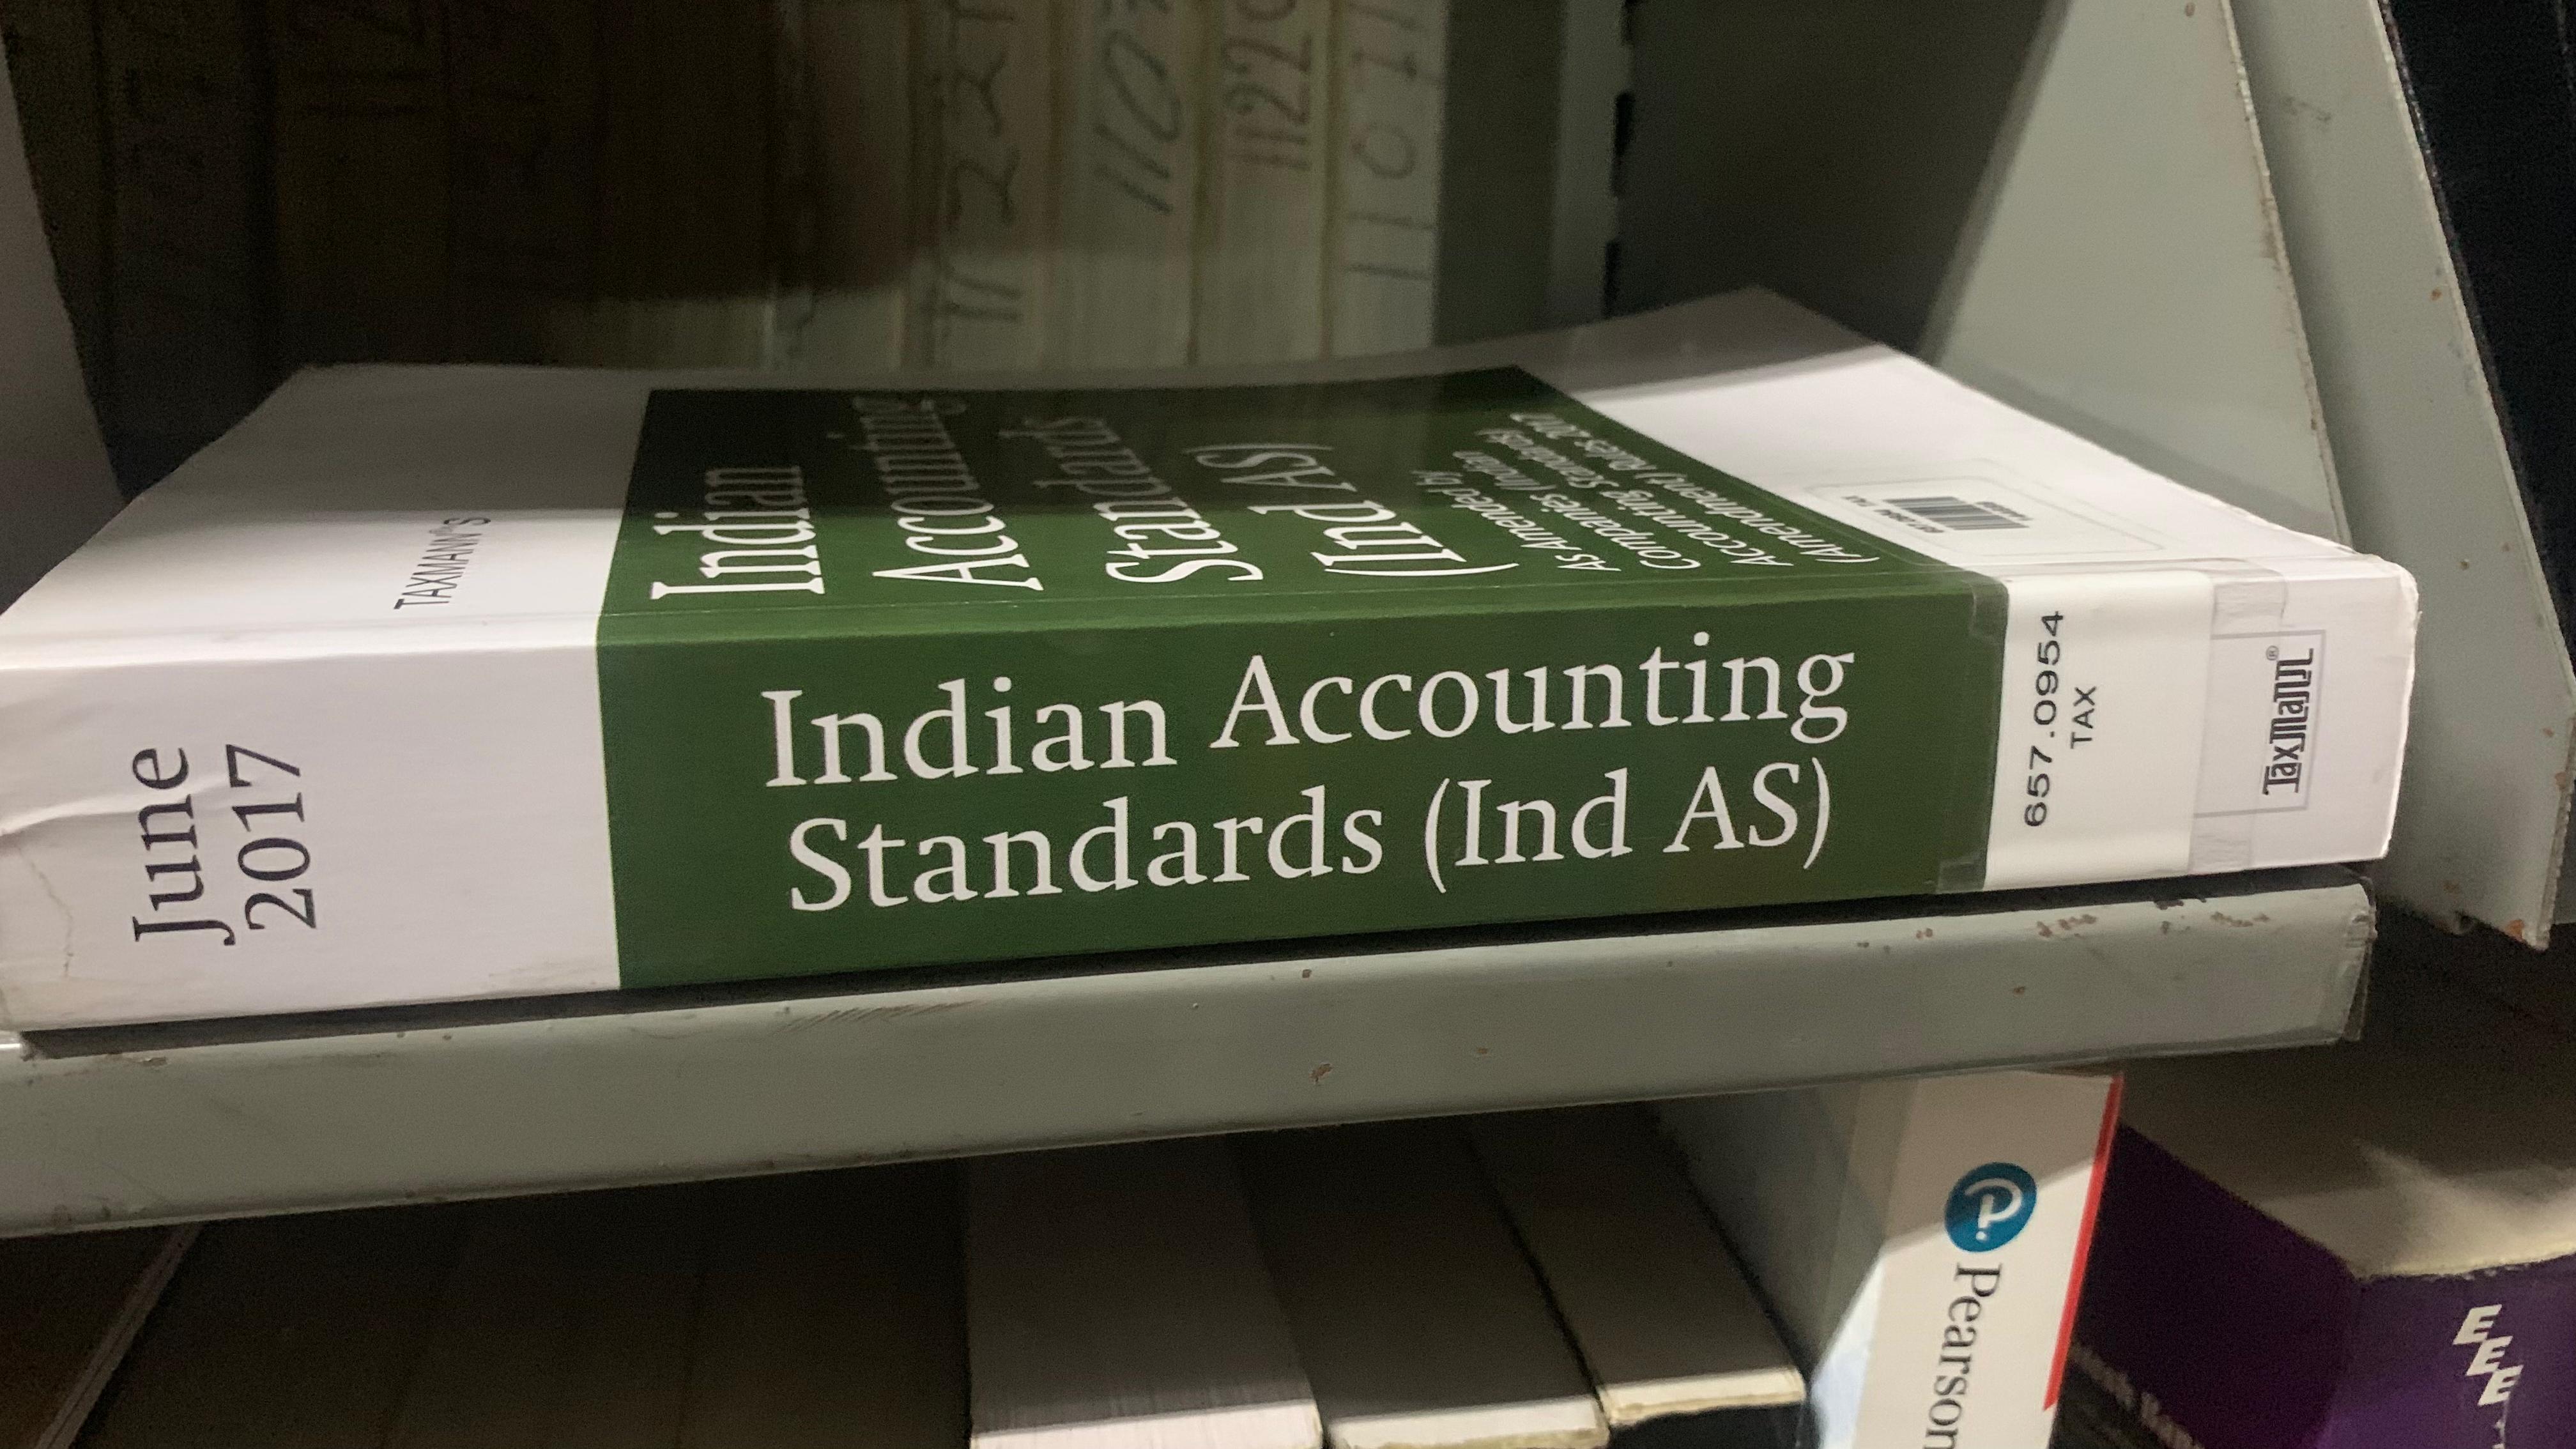 TAXMANN®'S
Indian
Accounting
Standards
(Ind AS)
As Amended by
Companies (Indian
Accounting Standards)
(Amendment) Rules 2017
June
2017
Indian Accounting
Standards (Ind AS)
657.0954
TAX
Taxmann®
Pearson